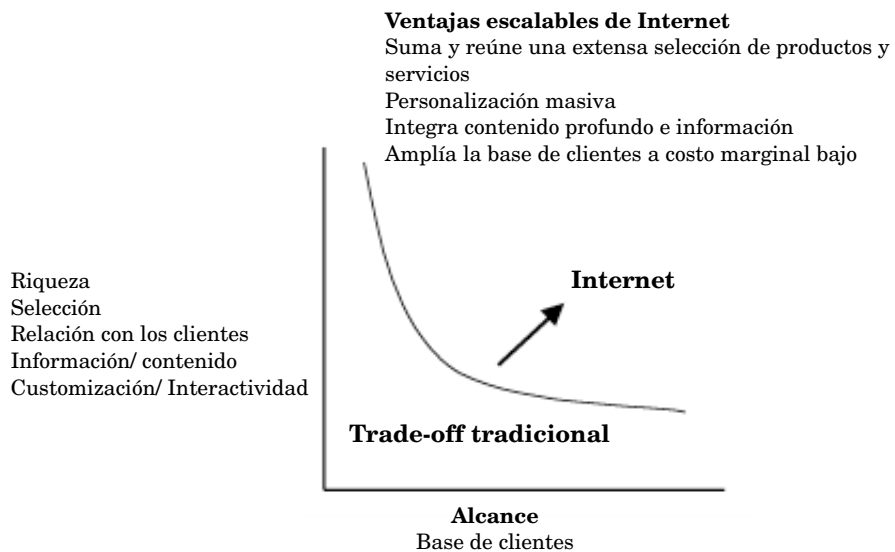 Ventajas escalables de Internet
Suma y reúne una extensa selección de productos y
servicios
Personalización masiva
Integra contenido profundo e información
Amplía la base de clientes a costo marginal bajo
Riqueza
Selección
Relación con los clientes
Información/ contenido
Customización/ Interactividad
Internet
Trade-off tradicional
Alcance
Base de clientes